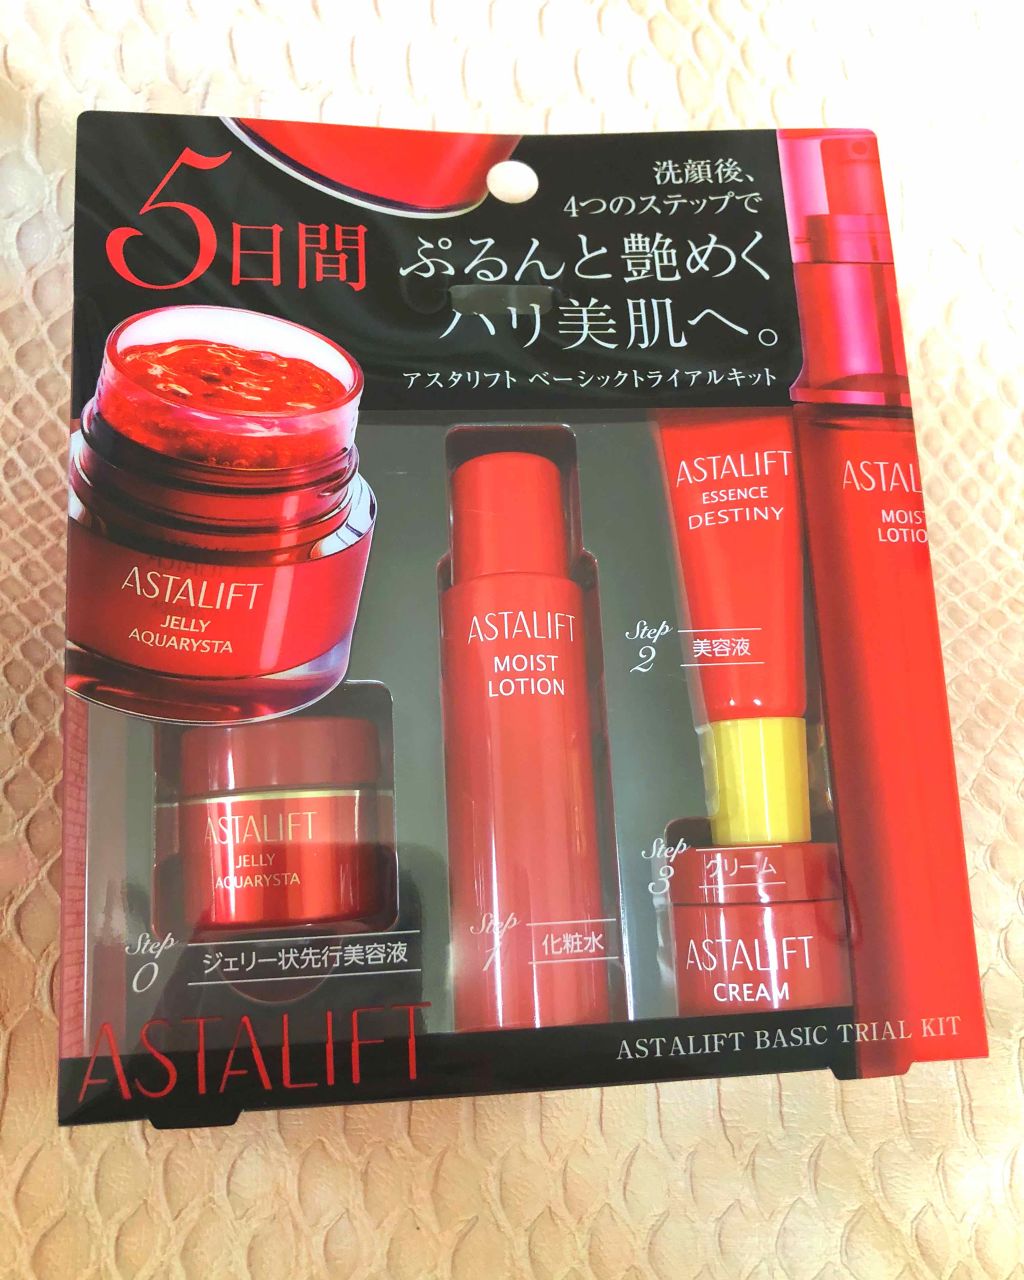 5日間
洗顔後、
4つのステップで
ぷるんと艶めく
ハリ美肌へ。
アスタリフト ベーシックトライアルキット
ASTALIFT
JELLY
AQUARYSTA
ASTALIFT
MOIST
LOTION
ASTALIFT
ESSENCE
DESTINY
ASTAL
MOIST
LOTIO
Step
2
美容液
ASTALIFT
JELLY
AQUARYSTA
Step
0
ジェリー状先行美容液
Step
1
化粧水
Step
3
クリーム
ASTALIFT
CREAM
ASTALIFT
ASTALIFT BASIC TRIAL KIT